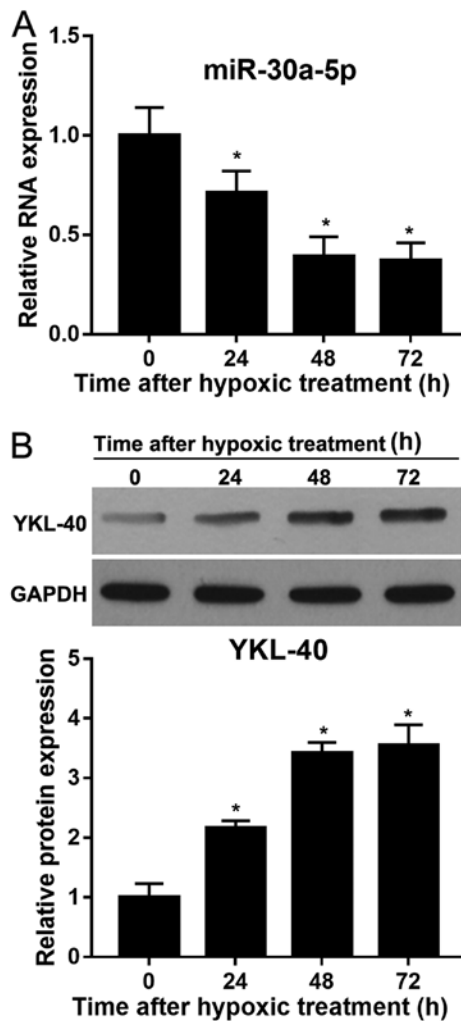 A
miR-30a-5p
Relative RNA expression
1.5
1.0
0.5
0.0
*
*
*
0 24 48 72
Time after hypoxic treatment (h)
B
Time after hypoxic treatment (h)
0 24 48 72
YKL-40
GAPDH
YKL-40
Relative protein expression
5
4
3
2
1
0
*
*
*
0 24 48 72
Time after hypoxic treatment (h)